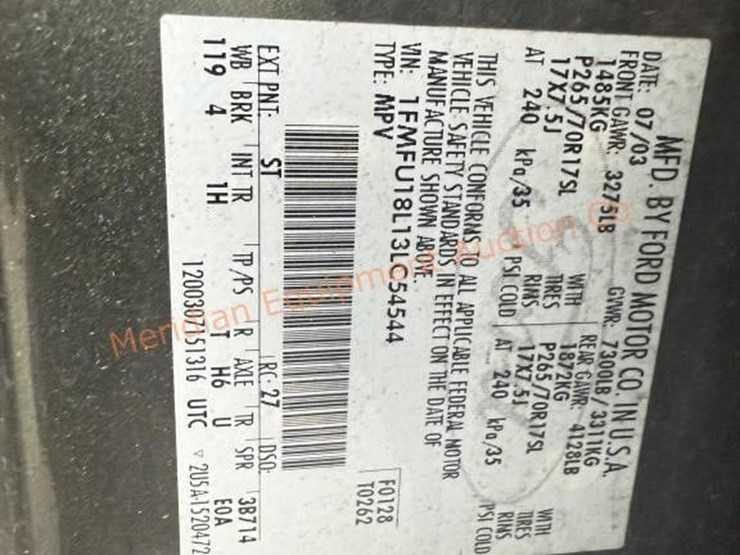 MFD. BY FORD MOTOR CO. IN U.S.A.
DATE: 07/03 GVWR: 7300LB/3311KG
FRONT GAWR: 3275LB REAR GAWR: 4128LB
1485KG WITH 1872KG WITH
P265/70R17SL TIRES P265/70R17SL TIRES
17X7.5J RIMS 17X7.5J RIMS
AT 240 kPa/35 PSI COLD AT 240 kPa/35 PSI COLD
THIS VEHICLE CONFORMS TO ALL APPLICABLE FEDERAL MOTOR
VEHICLE SAFETY STANDARDS IN EFFECT ON THE DATE OF
MANUFACTURE SHOWN ABOVE.
VIN: 1FMFU18L13LC54544
TYPE: MPV
F0128
T0262
EXT PNT: ST RC: 27 DSO:
WB BRK INT TR TP/PS R AXLE TR SPR 3B714
119 4 1H T H6 U E0A
UTC ▽ 2U5A-1520472
Meridian Equipment Auction Co